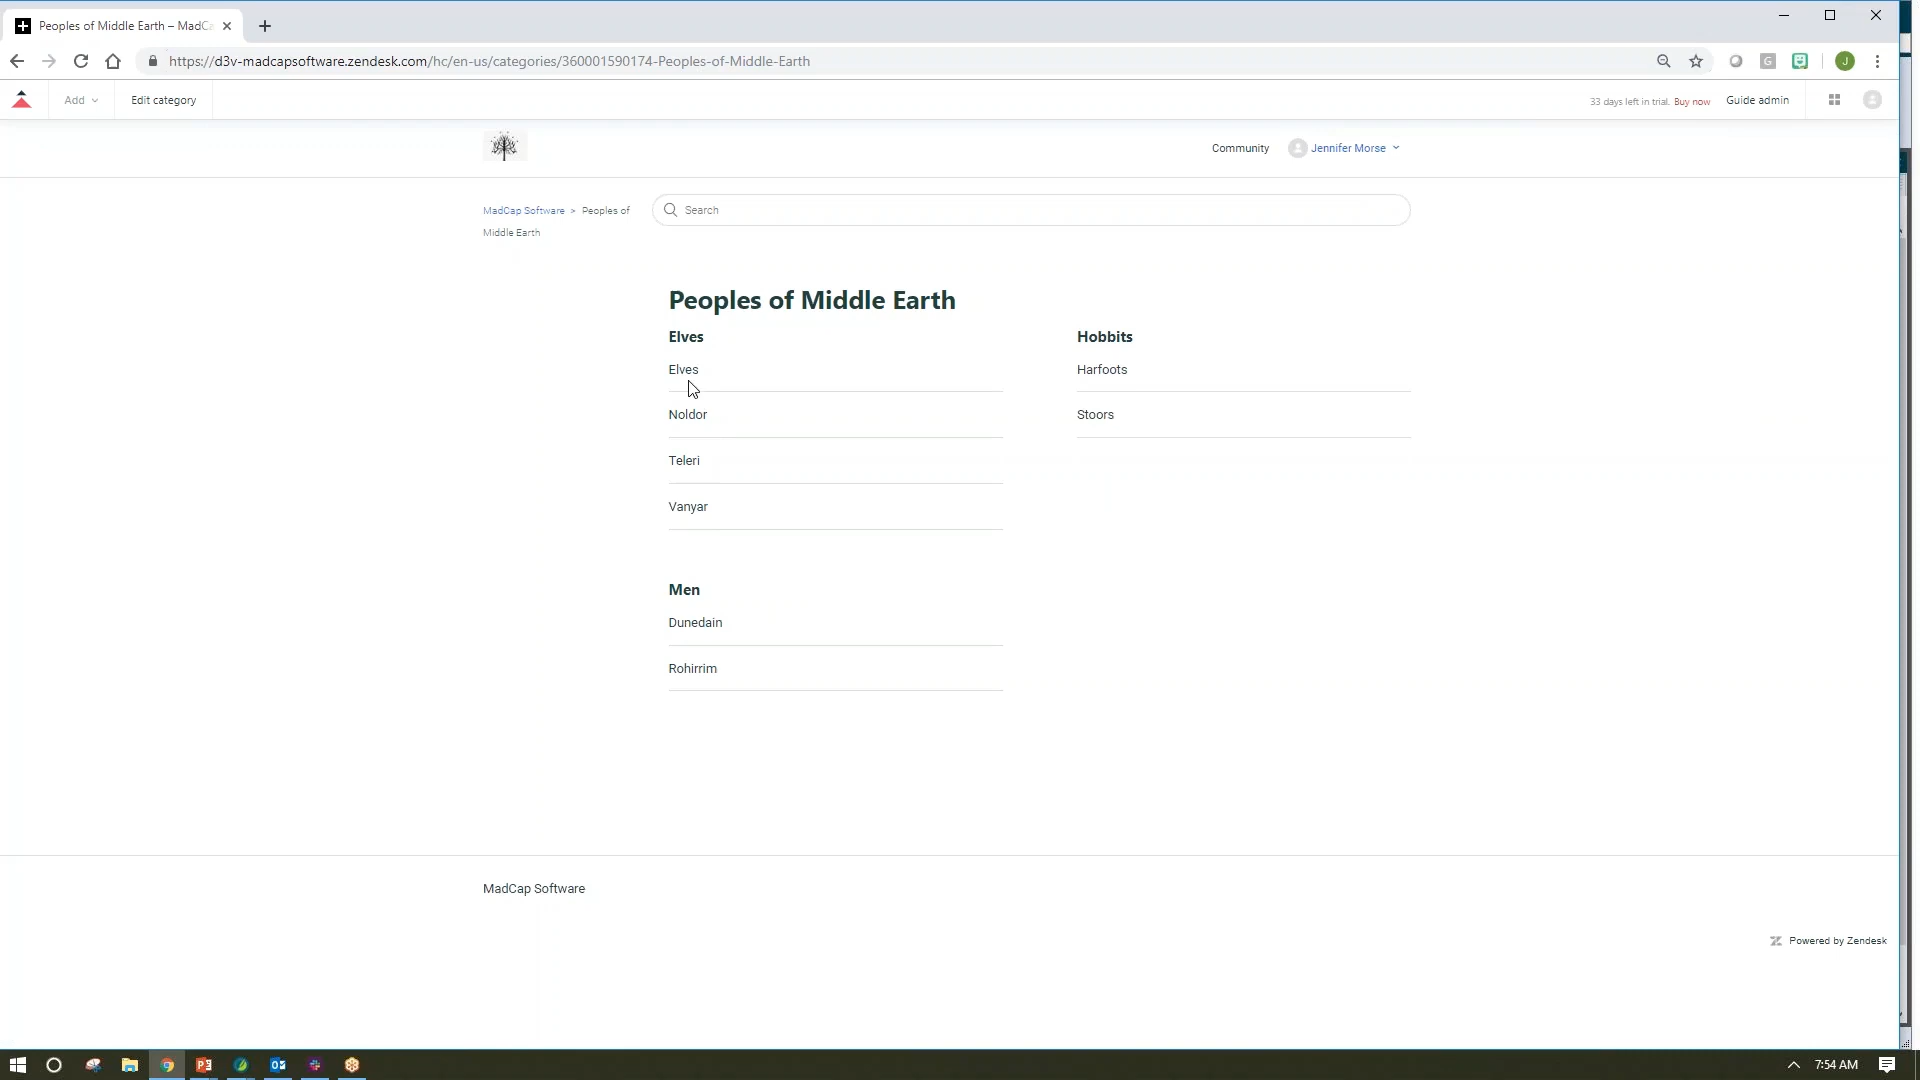 Peoples of Middle Earth – MadCa
https://d3v-madcapsoftware.zendesk.com/hc/en-us/categories/360001590174-Peoples-of-Middle-Earth
G
J
Add
Edit category
33 days left in trial. Buy now
Guide admin
Community
Jennifer Morse
MadCap Software > Peoples of
Middle Earth
Search
Peoples of Middle Earth
Elves
Elves
Noldor
Teleri
Vanyar
Hobbits
Harfoots
Stoors
Men
Dunedain
Rohirrim
MadCap Software
Powered by Zendesk
7:54 AM